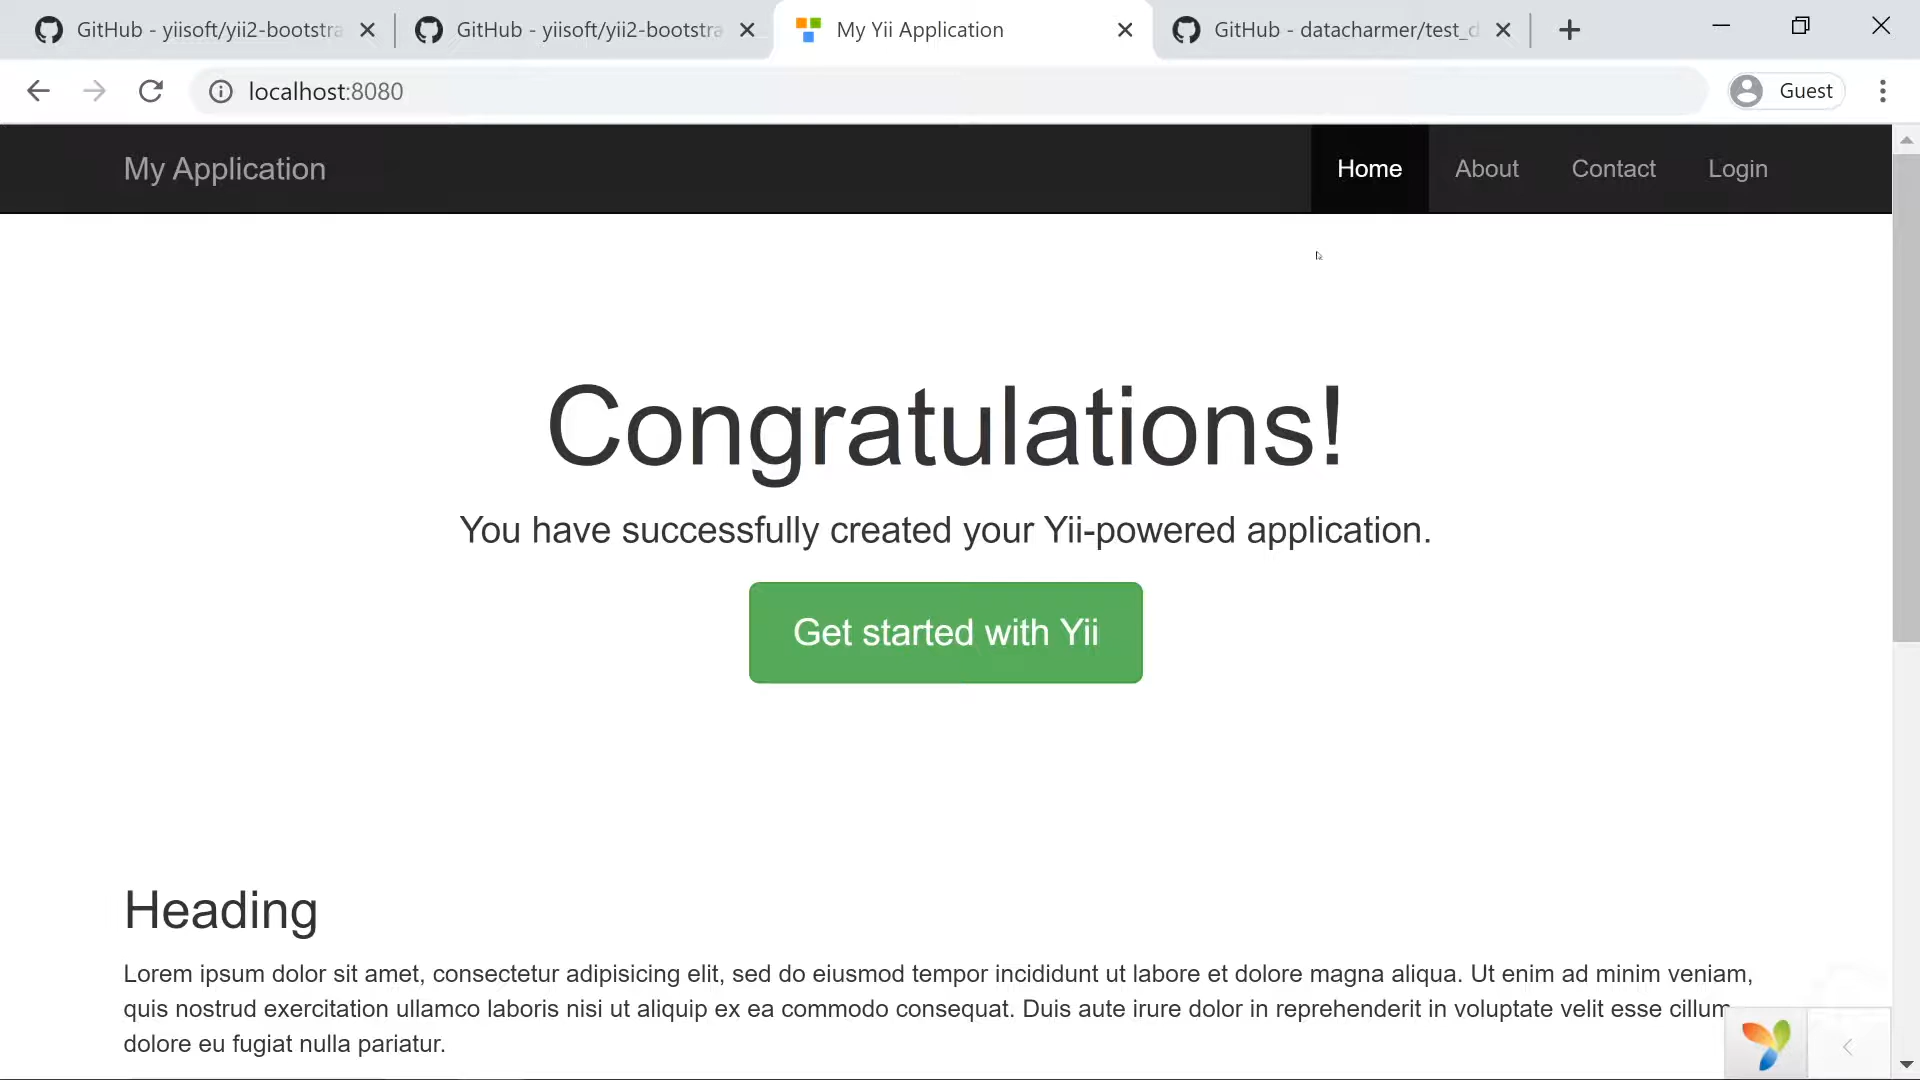 GitHub - yiisoft/yii2-bootstra
GitHub - yiisoft/yii2-bootstra
My Yii Application
GitHub - datacharmer/test_d
localhost:8080
Guest
My Application
Home
About
Contact
Login
Congratulations!
You have successfully created your Yii-powered application.
Get started with Yii
Heading
Lorem ipsum dolor sit amet, consectetur adipisicing elit, sed do eiusmod tempor incididunt ut labore et dolore magna aliqua. Ut enim ad minim veniam,
quis nostrud exercitation ullamco laboris nisi ut aliquip ex ea commodo consequat. Duis aute irure dolor in reprehenderit in voluptate velit esse cillum
dolore eu fugiat nulla pariatur.